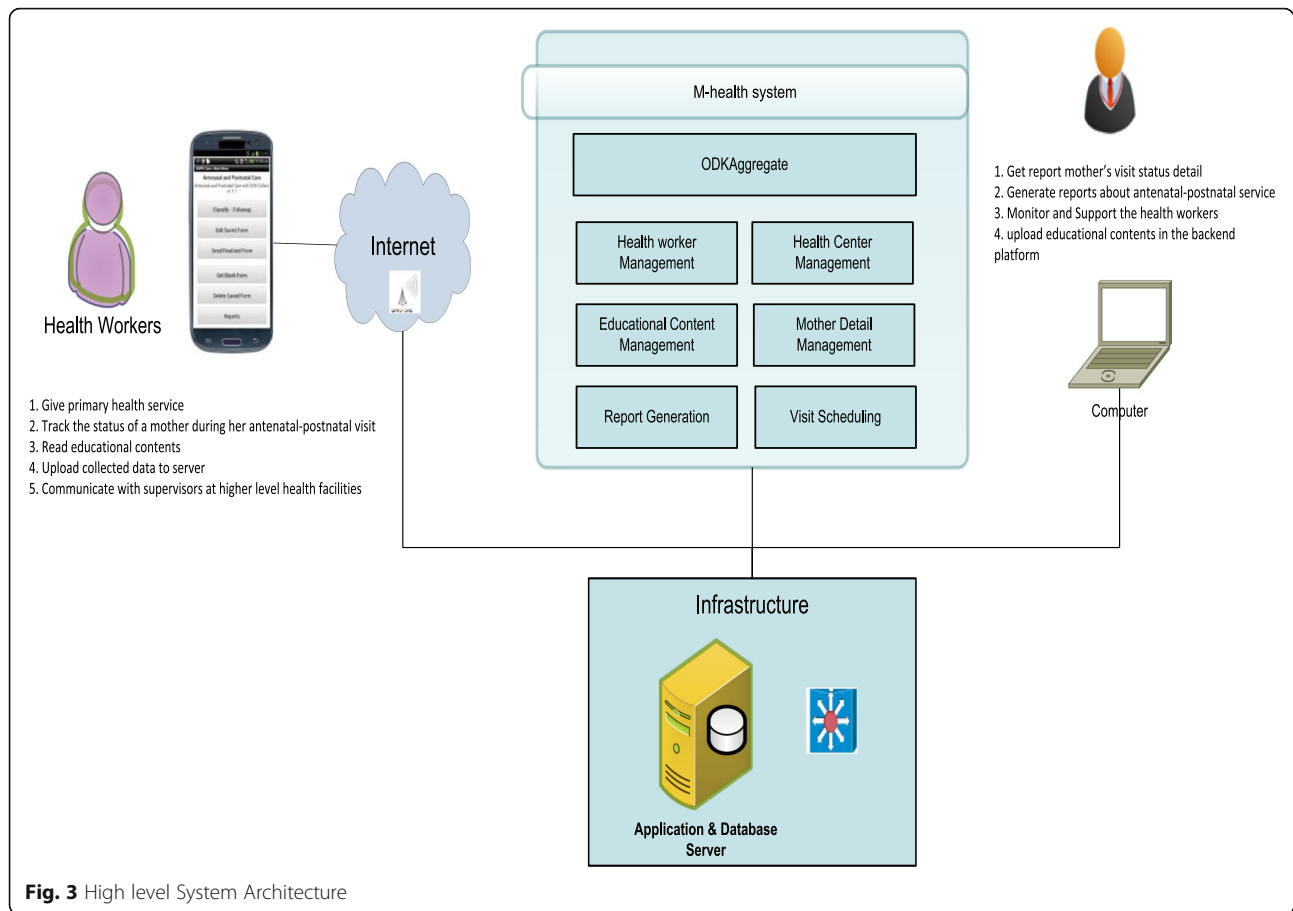 M-health system
ODKAggregate
Health worker
Management
Health Center
Management
Educational Content
Management
Mother Detail
Management
Report Generation
Visit Scheduling
Antenatal and Postnatal Care
Classify - Followup
Edit Saved Form
Send Finalized Form
Get Blank Form
Delete Saved Form
Reports
Health Workers
Internet
1. Give primary health service
2. Track the status of a mother during her antenatal-postnatal visit
3. Read educational contents
4. Upload collected data to server
5. Communicate with supervisors at higher level health facilities
1. Get report mother's visit status detail
2. Generate reports about antenatal-postnatal service
3. Monitor and Support the health workers
4. upload educational contents in the backend
platform
Computer
Infrastructure
Application & Database
Server
Fig. 3 High level System Architecture